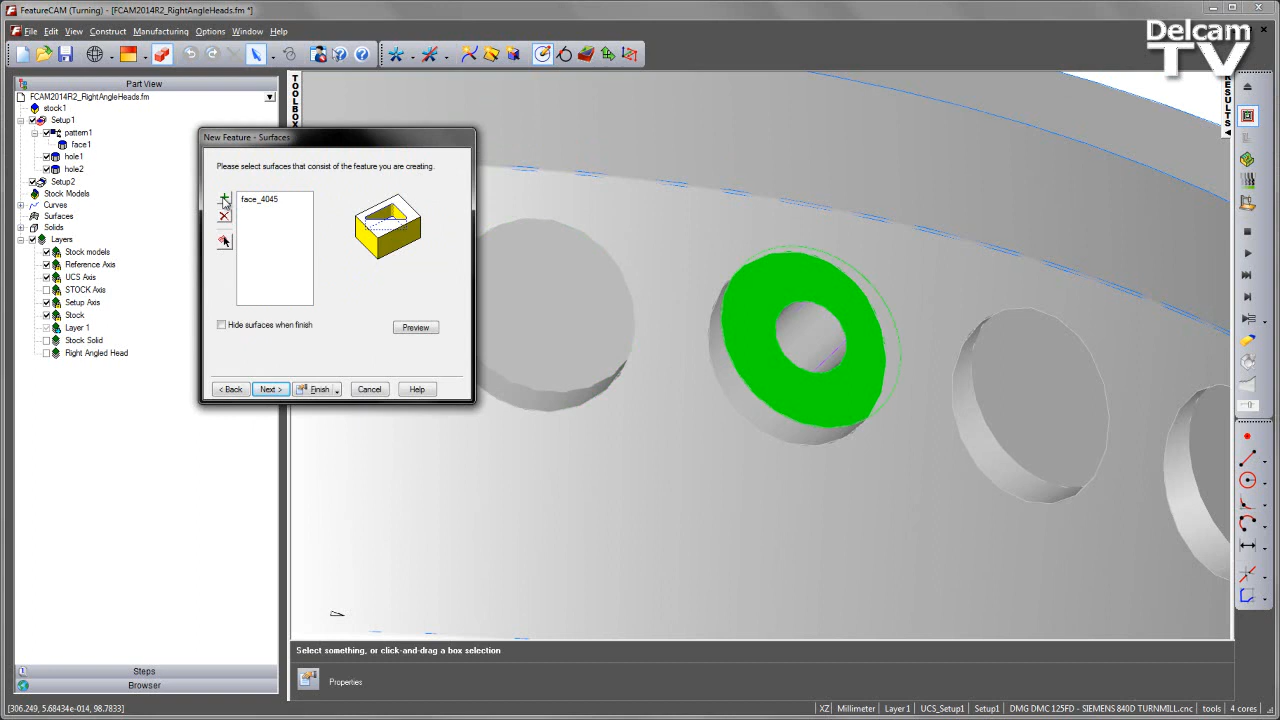 FeatureCAM (Turning) - [FCAM2014R2_RightAngleHeads.fm *]
File Edit View Construct Manufacturing Options Window Help
Delcam
TV
Part View
TOOLBOX
RESULTS
FCAM2014R2_RightAngleHeads.fm
stock1
Setup1
pattern1
face1
hole1
hole2
Setup2
Stock Models
Curves
Surfaces
Solids
Layers
Stock models
Reference Axis
UCS Axis
STOCK Axis
Setup Axis
Stock
Layer 1
Stock Solid
Right Angled Head
New Feature - Surfaces
Please select surfaces that consist of the feature you are creating.
face_4045
Hide surfaces when finish
Preview
< Back Next > Finish Cancel Help
Select something, or click-and-drag a box selection
Properties
Steps
Browser
[306.249, 5.68434e-014, 98.7833] XZ Millimeter Layer1 UCS_Setup1 Setup1 DMG DMC 125FD - SIEMENS 840D TURNMILL.cnc tools 4 cores